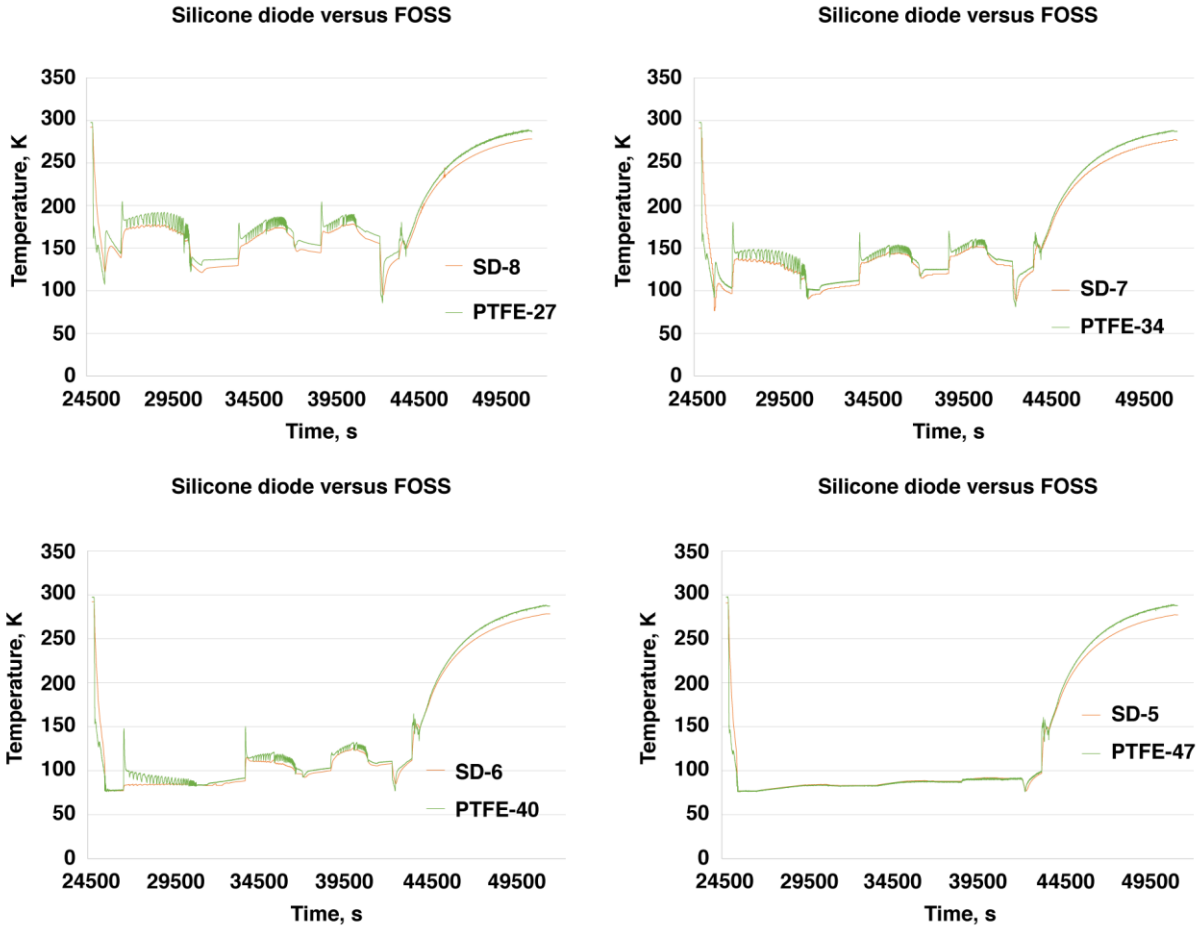 Silicone diode versus FOSS
350
300
250
200
150
100
50
0
Temperature, K
24500 29500 34500 39500 44500 49500
Time, s
SD-8
PTFE-27
Silicone diode versus FOSS
350
300
250
200
150
100
50
0
Temperature, K
24500 29500 34500 39500 44500 49500
Time, s
SD-7
PTFE-34
Silicone diode versus FOSS
350
300
250
200
150
100
50
0
Temperature, K
24500 29500 34500 39500 44500 49500
Time, s
SD-6
PTFE-40
Silicone diode versus FOSS
350
300
250
200
150
100
50
0
Temperature, K
24500 29500 34500 39500 44500 49500
Time, s
SD-5
PTFE-47